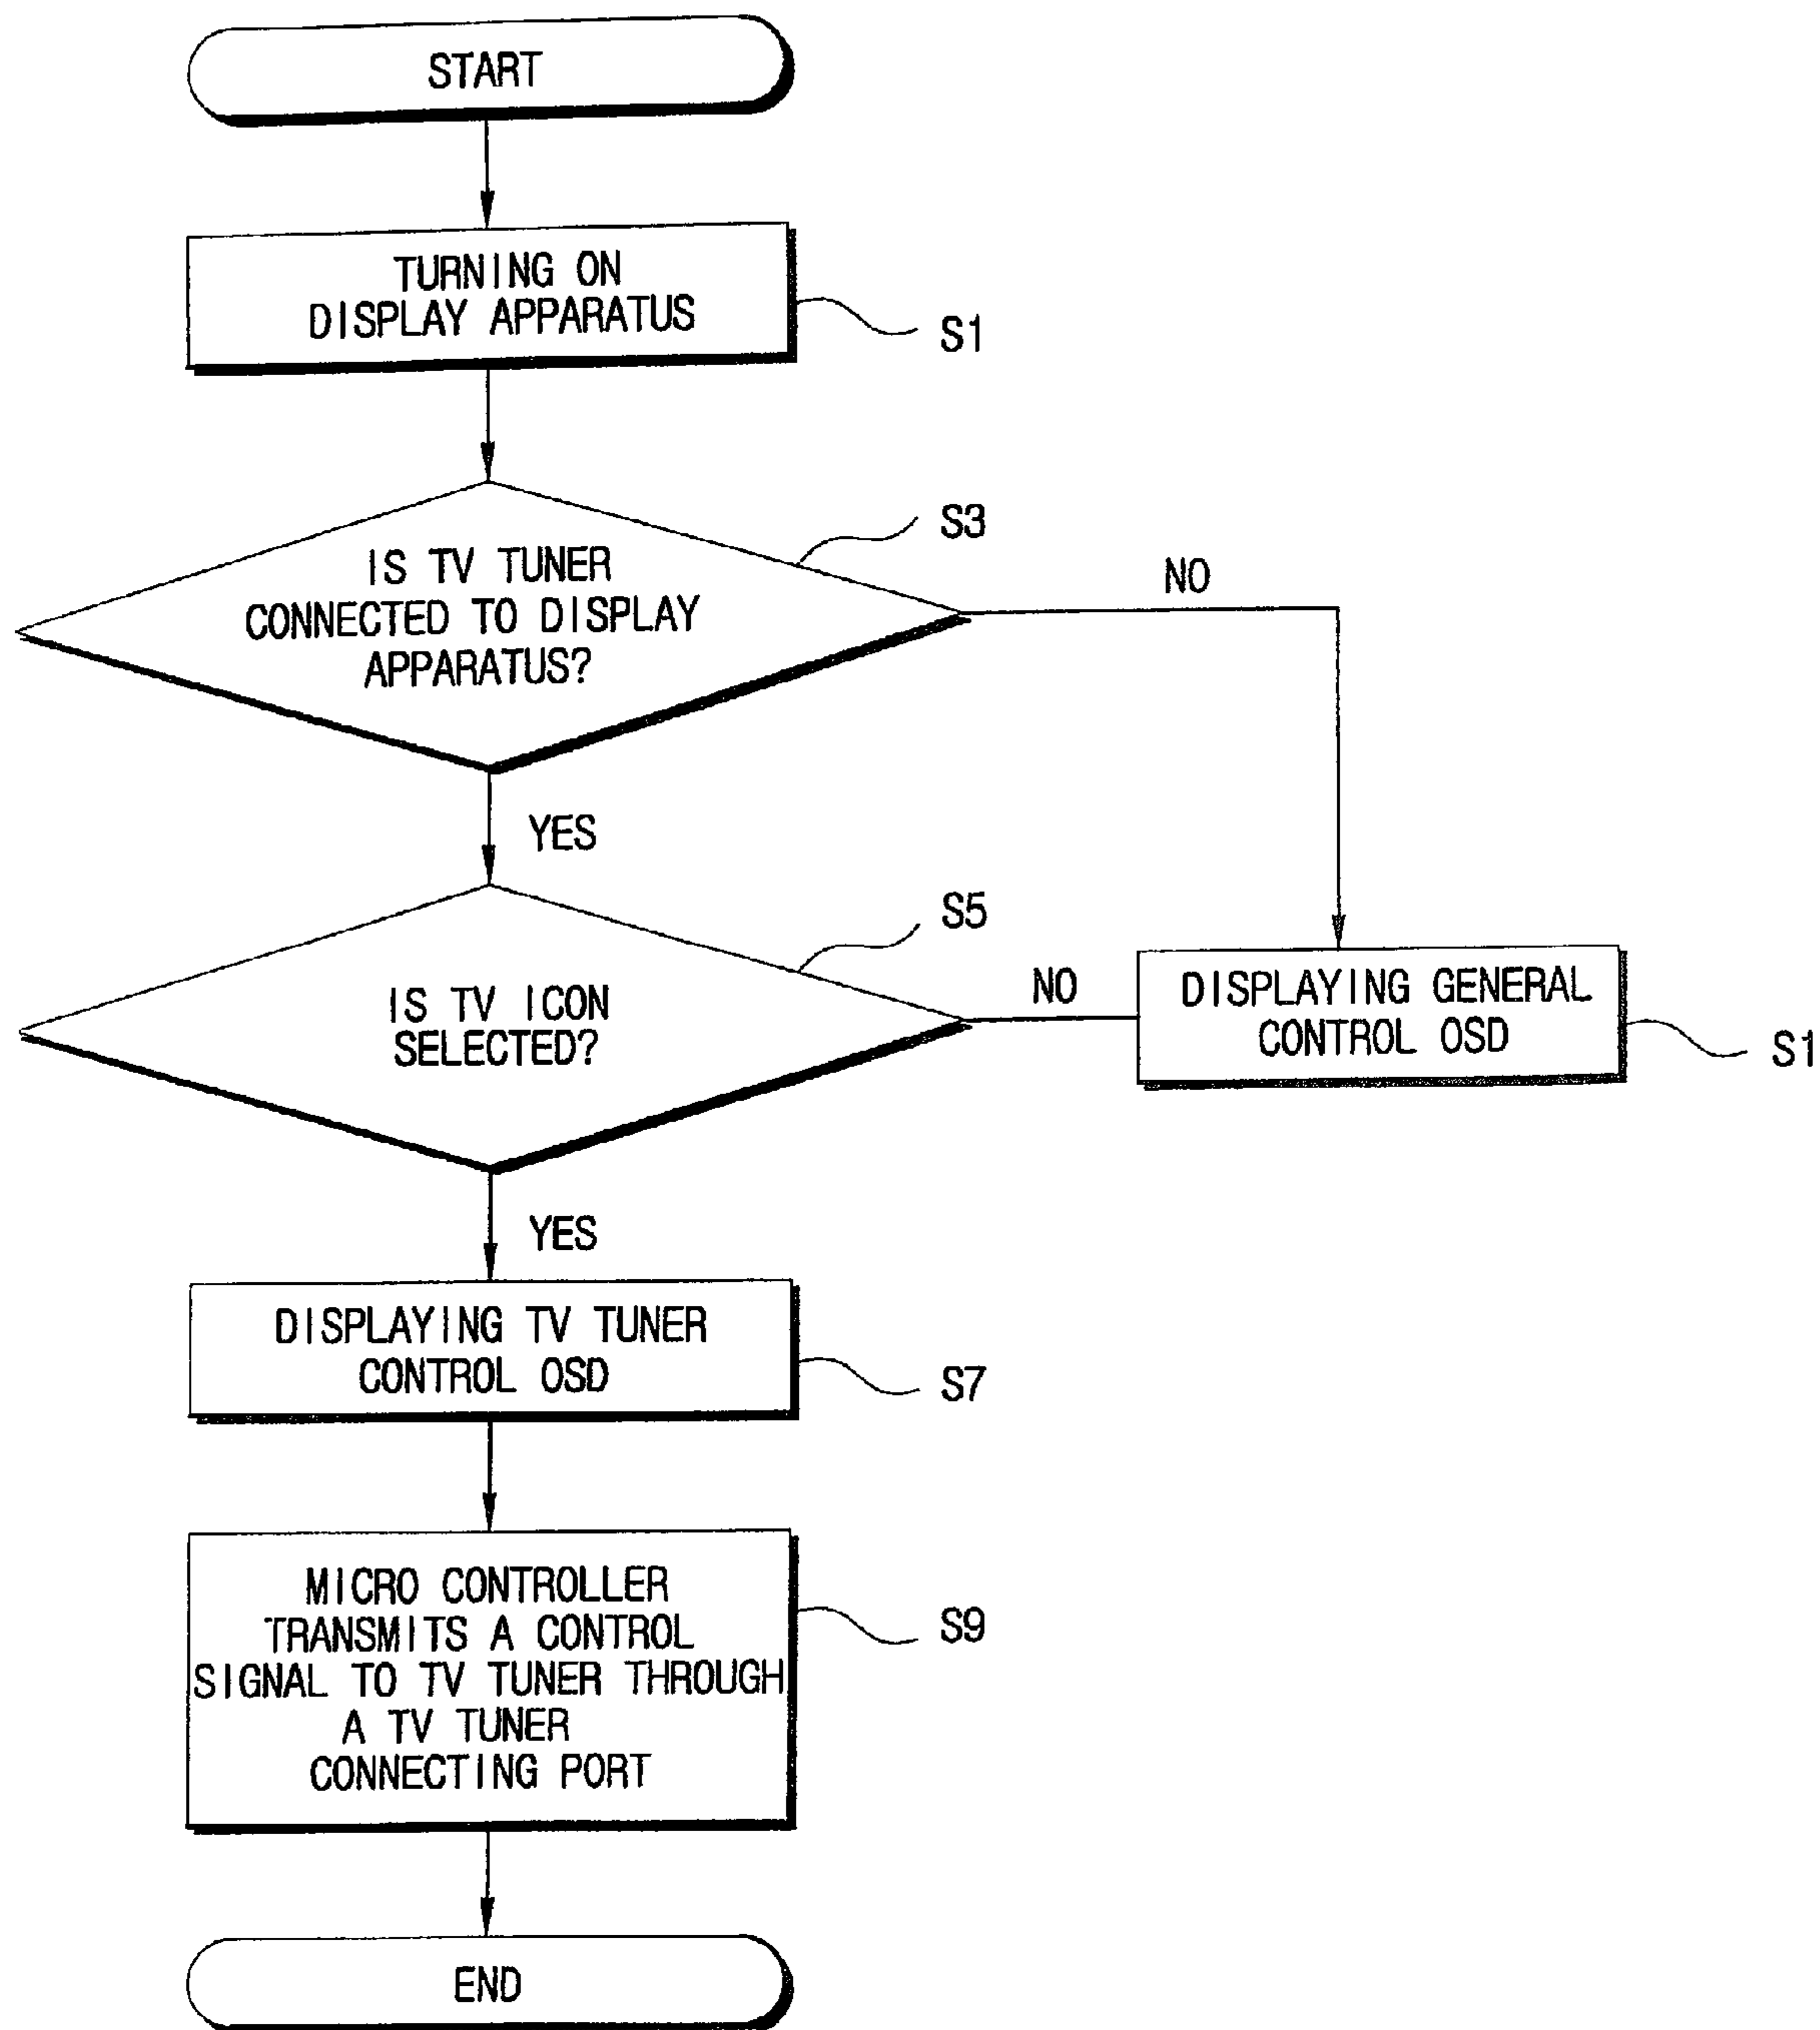 START
TURNING ON
DISPLAY APPARATUS
S1
IS TV TUNER
CONNECTED TO DISPLAY
APPARATUS?
S3
NO
YES
IS TV ICON
SELECTED?
S5
NO
DISPLAYING GENERAL
CONTROL OSD
S1
YES
DISPLAYING TV TUNER
CONTROL OSD
S7
MICRO CONTROLLER
TRANSMITS A CONTROL
SIGNAL TO TV TUNER THROUGH
A TV TUNER
CONNECTING PORT
S9
END